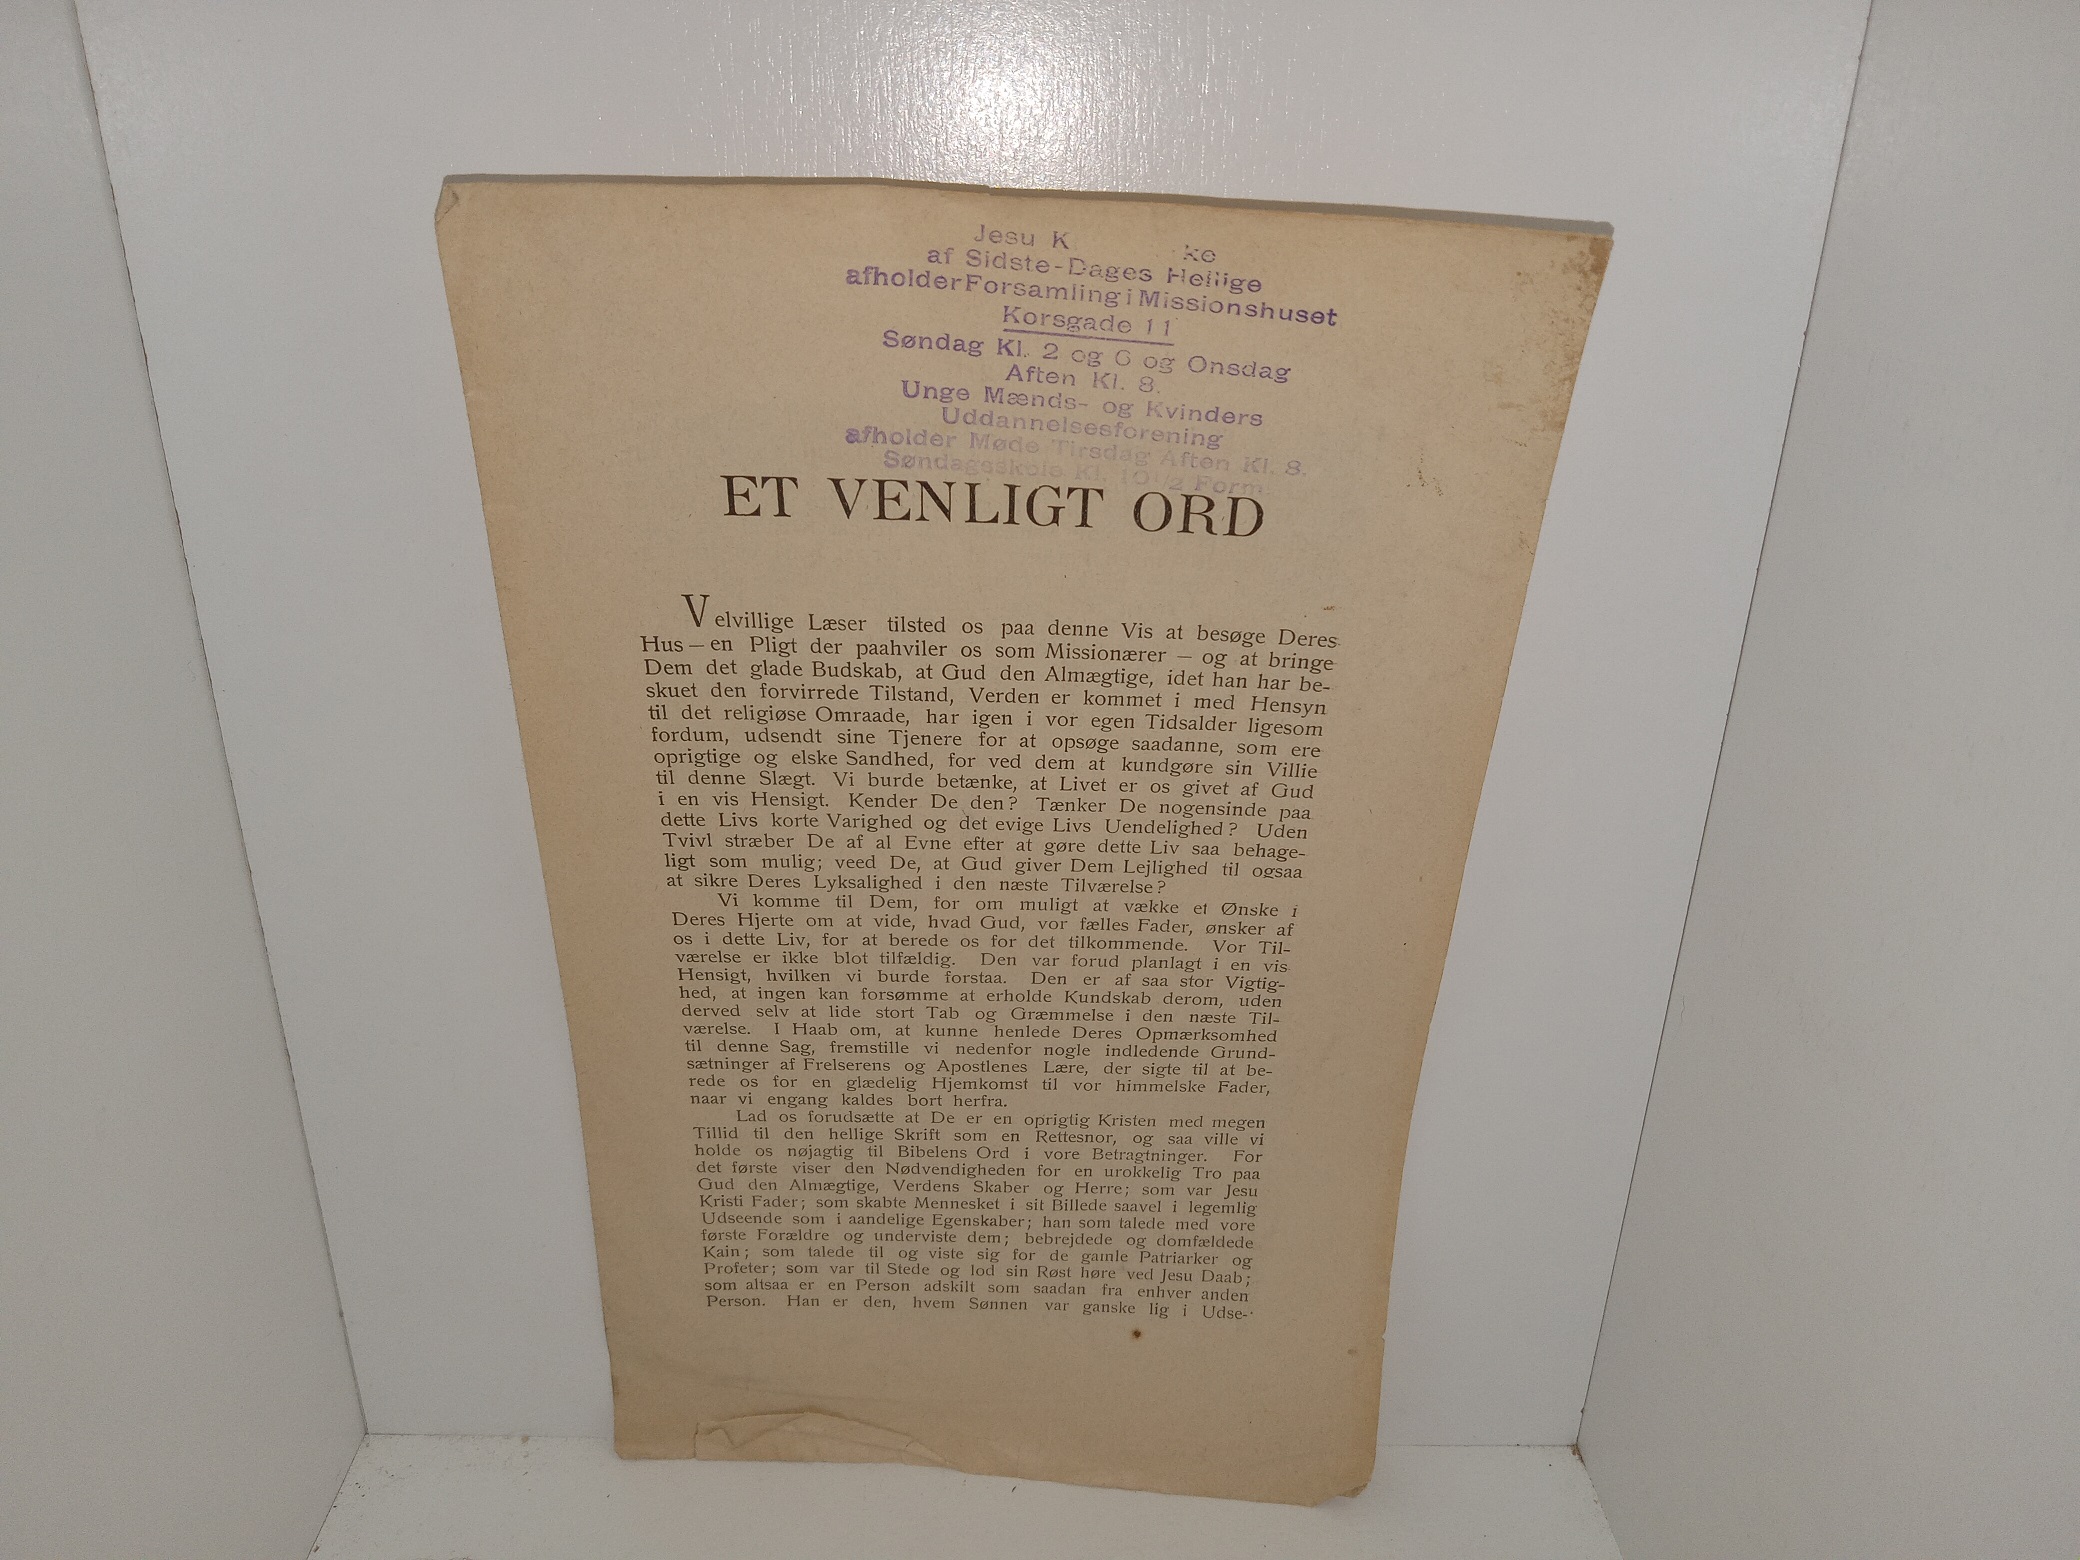 Jesu K ke
af Sidste-Dages Hellige
afholder Forsamling i Missionshuset
Korsgade 11
Søndag Kl. 2 og 6 og Onsdag
Aften Kl. 8.
Unge Mænds- og Kvinders
Uddannelsesforening
afholder Møde Tirsdag Aften Kl. 8.
Søndagsskole Kl. 10 1/2 Form.
ET VENLIGT ORD
Velvillige Læser tilsted os paa denne Vis at besøge Deres
Hus — en Pligt der paahviler os som Missionærer — og at bringe
Dem det glade Budskab, at Gud den Almægtige, idet han har be-
skuet den forvirrede Tilstand, Verden er kommet i med Hensyn
til det religiøse Omraade, har igen i vor egen Tidsalder ligesom
fordum, udsendt sine Tjenere for at opsøge saadanne, som ere
oprigtige og elske Sandhed, for ved dem at kundgøre sin Villie
til denne Slægt. Vi burde betænke, at Livet er os givet af Gud
i en vis Hensigt. Kender De den? Tænker De nogensinde paa
dette Livs korte Varighed og det evige Livs Uendelighed? Uden
Tvivl stræber De af al Evne efter at gøre dette Liv saa behage-
ligt som mulig; veed De, at Gud giver Dem Lejlighed til ogsaa
at sikre Deres Lyksalighed i den næste Tilværelse?
Vi komme til Dem, for om muligt at vække et Ønske i
Deres Hjerte om at vide, hvad Gud, vor fælles Fader, ønsker af
os i dette Liv, for at berede os for det tilkommende. Vor Til-
værelse er ikke blot tilfældig. Den var forud planlagt i en vis
Hensigt, hvilken vi burde forstaa. Den er af saa stor Vigtig-
hed, at ingen kan forsømme at erholde Kundskab derom, uden
derved selv at lide stort Tab og Græmmelse i den næste Til-
værelse. I Haab om, at kunne henlede Deres Opmærksomhed
til denne Sag, fremstille vi nedenfor nogle indledende Grund-
sætninger af Frelserens og Apostlenes Lære, der sigte til at be-
rede os for en glædelig Hjemkomst til vor himmelske Fader,
naar vi engang kaldes bort herfra.
Lad os forudsætte at De er en oprigtig Kristen med megen
Tillid til den hellige Skrift som en Rettesnor, og saa ville vi
holde os nøjagtig til Bibelens Ord i vore Betragtninger. For
det første viser den Nødvendigheden for en urokkelig Tro paa
Gud den Almægtige, Verdens Skaber og Herre; som var Jesu
Kristi Fader; som skabte Mennesket i sit Billede saavel i legemlig
Udseende som i aandelige Egenskaber; han som talede med vore
første Forældre og underviste dem; bebrejdede og domfældede
Kain; som talede til og viste sig for de gamle Patriarker og
Profeter; som var til Stede og lod sin Røst høre ved Jesu Daab;
som altsaa er en Person adskilt som saadan fra enhver anden
Person. Han er den, hvem Sønnen var ganske lig i Udse-